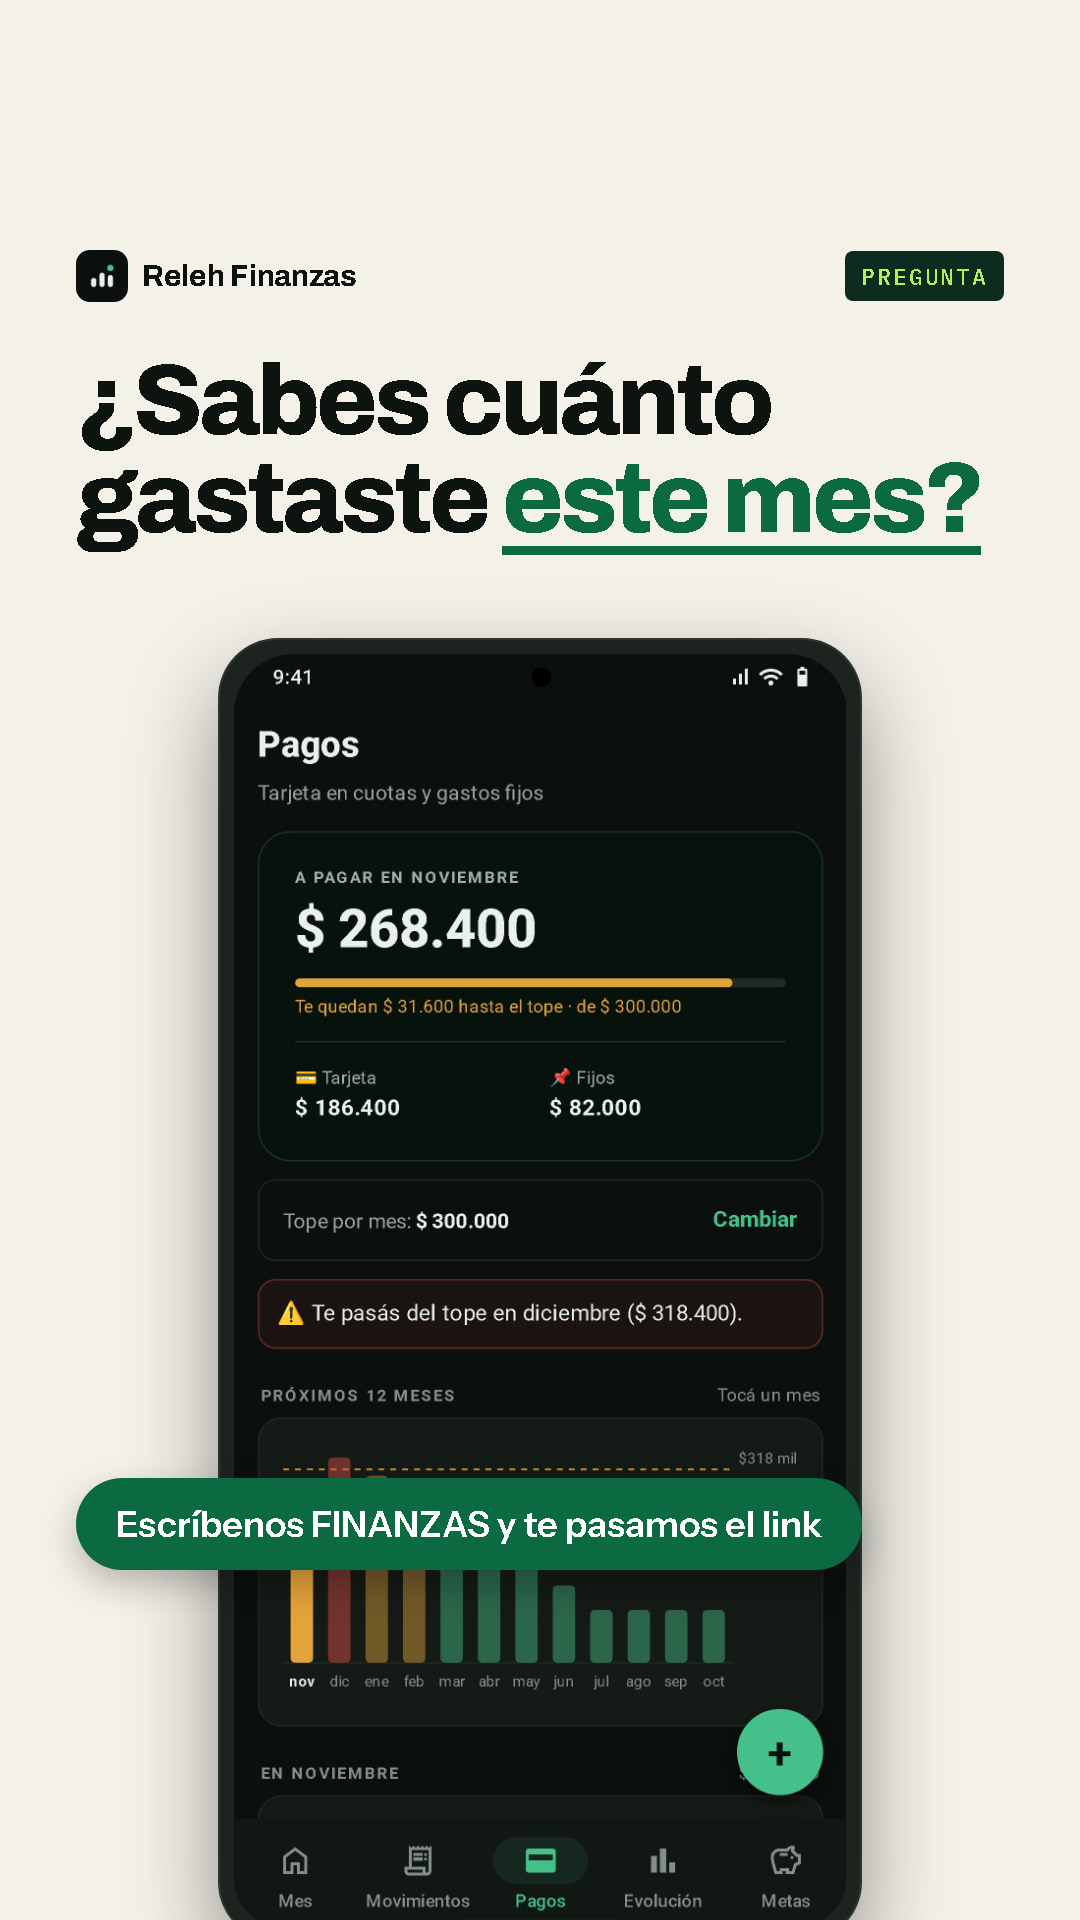 Releh Finanzas
PREGUNTA
¿Sabes cuánto
gastaste este mes?
9:41
Pagos
Tarjeta en cuotas y gastos fijos
A PAGAR EN NOVIEMBRE
$ 268.400
Te quedan $ 31.600 hasta el tope · de $ 300.000
Tarjeta
Fijos
$ 186.400
$ 82.000
Tope por mes: $ 300.000
Cambiar
Te pasás del tope en diciembre ($ 318.400).
PRÓXIMOS 12 MESES
Tocá un mes
$318 mil
Escríbenos FINANZAS y te pasamos el link
nov dic ene feb mar abr may jun jul ago sep oct
+
EN NOVIEMBRE
Mes Movimientos Pagos Evolución Metas